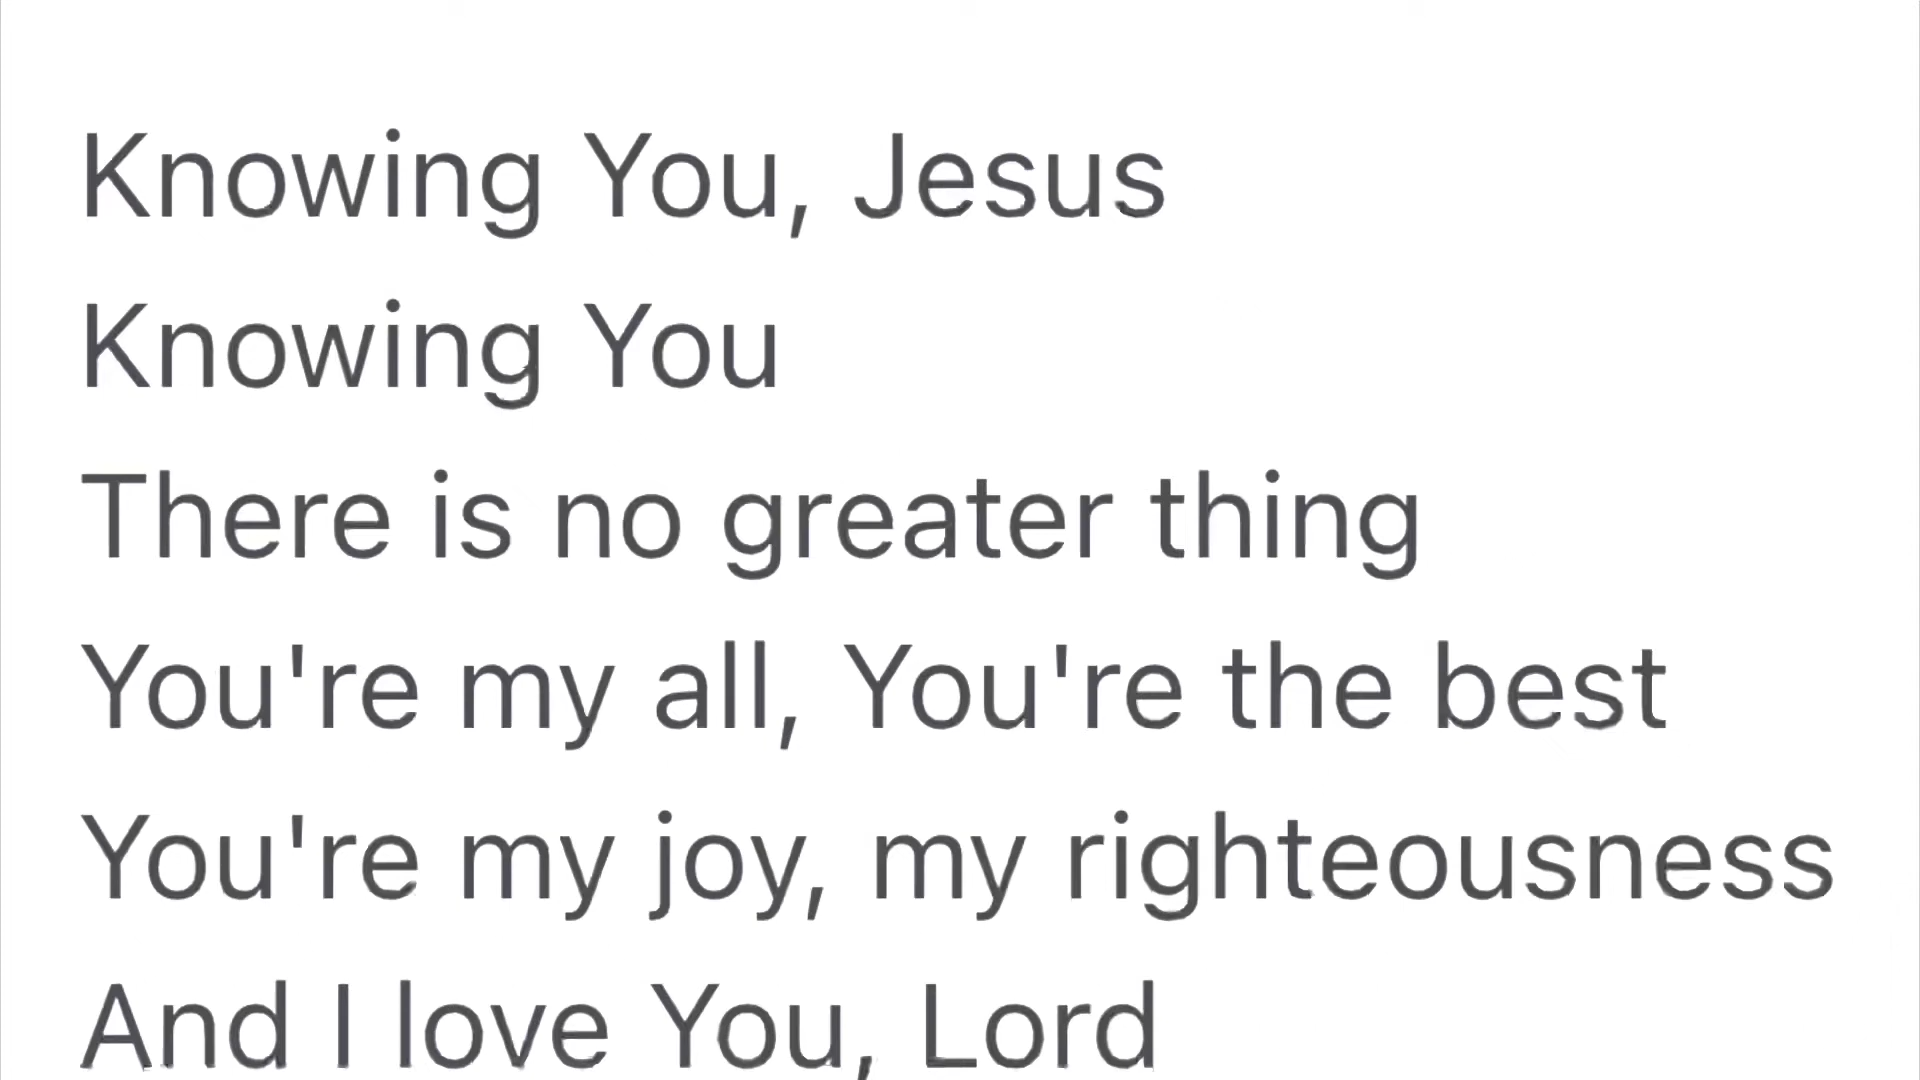 Knowing You, Jesus
Knowing You
There is no greater thing
You're my all, You're the best
You're my joy, my righteousness
And I love You, Lord